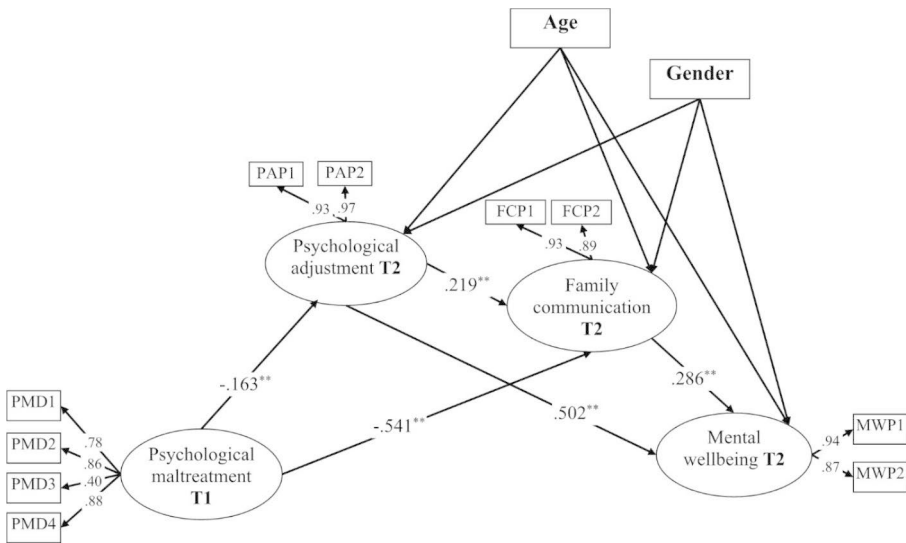 Age
Gender
PAP1
PAP2
.93
.97
FCP1
FCP2
.93
.89
Psychological
adjustment T2
.219**
Family
communication
T2
-.163**
.286**
-.541**
.502**
PMD1
PMD2
PMD3
PMD4
.78
.86
.40
.88
Psychological
maltreatment
T1
Mental
wellbeing T2
.94
.87
MWP1
MWP2